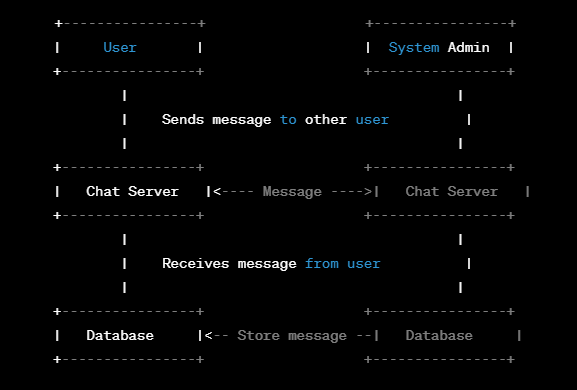 +----------------+                    +----------------+
|     User       |                    |  System Admin  |
+----------------+                    +----------------+
        |                                        |
        |    Sends message to other user          |
        |                                        |
+----------------+                    +----------------+
|   Chat Server   |<---- Message ---->|   Chat Server   |
+----------------+                    +----------------+
        |                                        |
        |    Receives message from user           |
        |                                        |
+----------------+                    +----------------+
|   Database     |<-- Store message --|   Database     |
+----------------+                    +----------------+